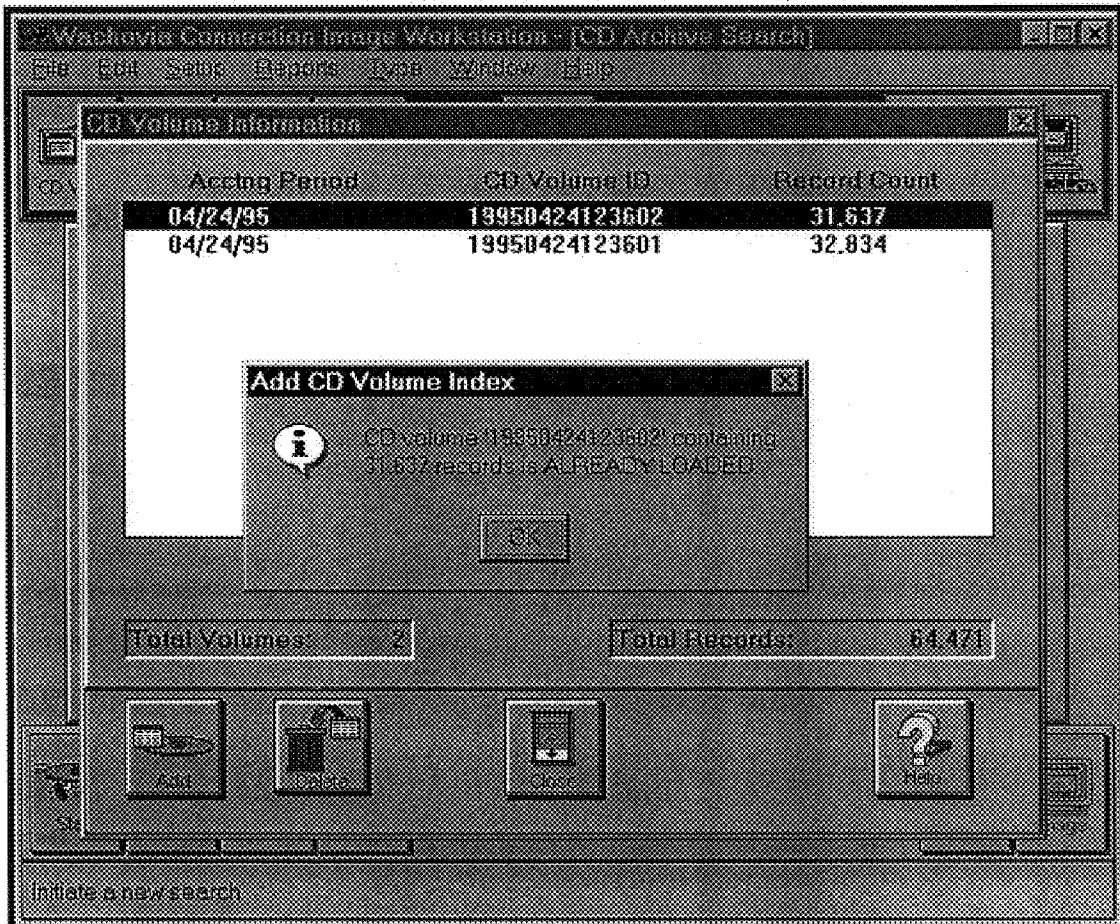 Wachovia Connection Image Workstation - [CD Archive Search]
File Edit Setup Reports Type Window Help
CD Volume Information
Acctng Period CD Volume ID Record Count
04/24/95 19950424123602 31,637
04/24/95 19950424123601 32,834
Add CD Volume Index
CD volume '19950424123602' containing
31,637 records is ALREADY LOADED.
OK
Total Volumes: 2 Total Records: 64,471
Add Delete Close Help
Initiate a new search